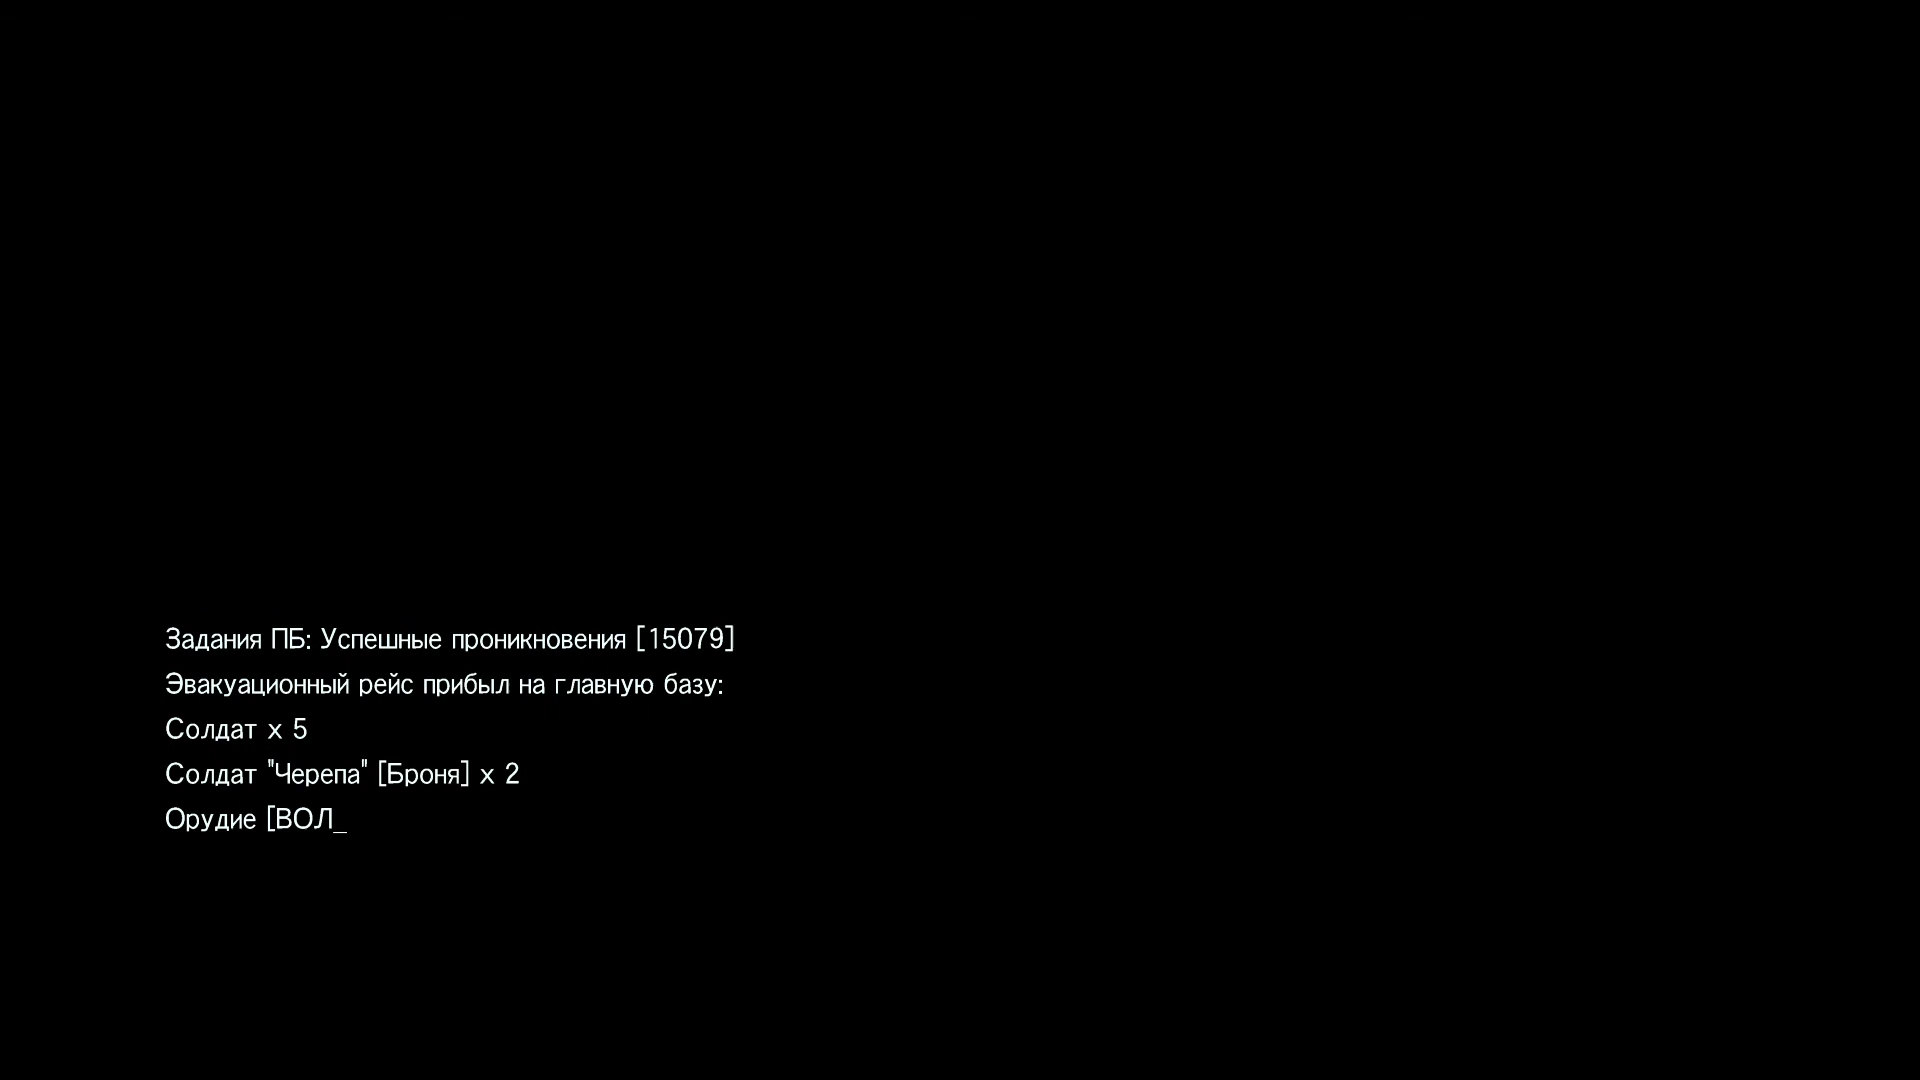 Задания ПБ: Успешные проникновения [15079]
Эвакуационный рейс прибыл на главную базу:
Солдат x 5
Солдат "Черепа" [Броня] x 2
Орудие [ВОЛ_